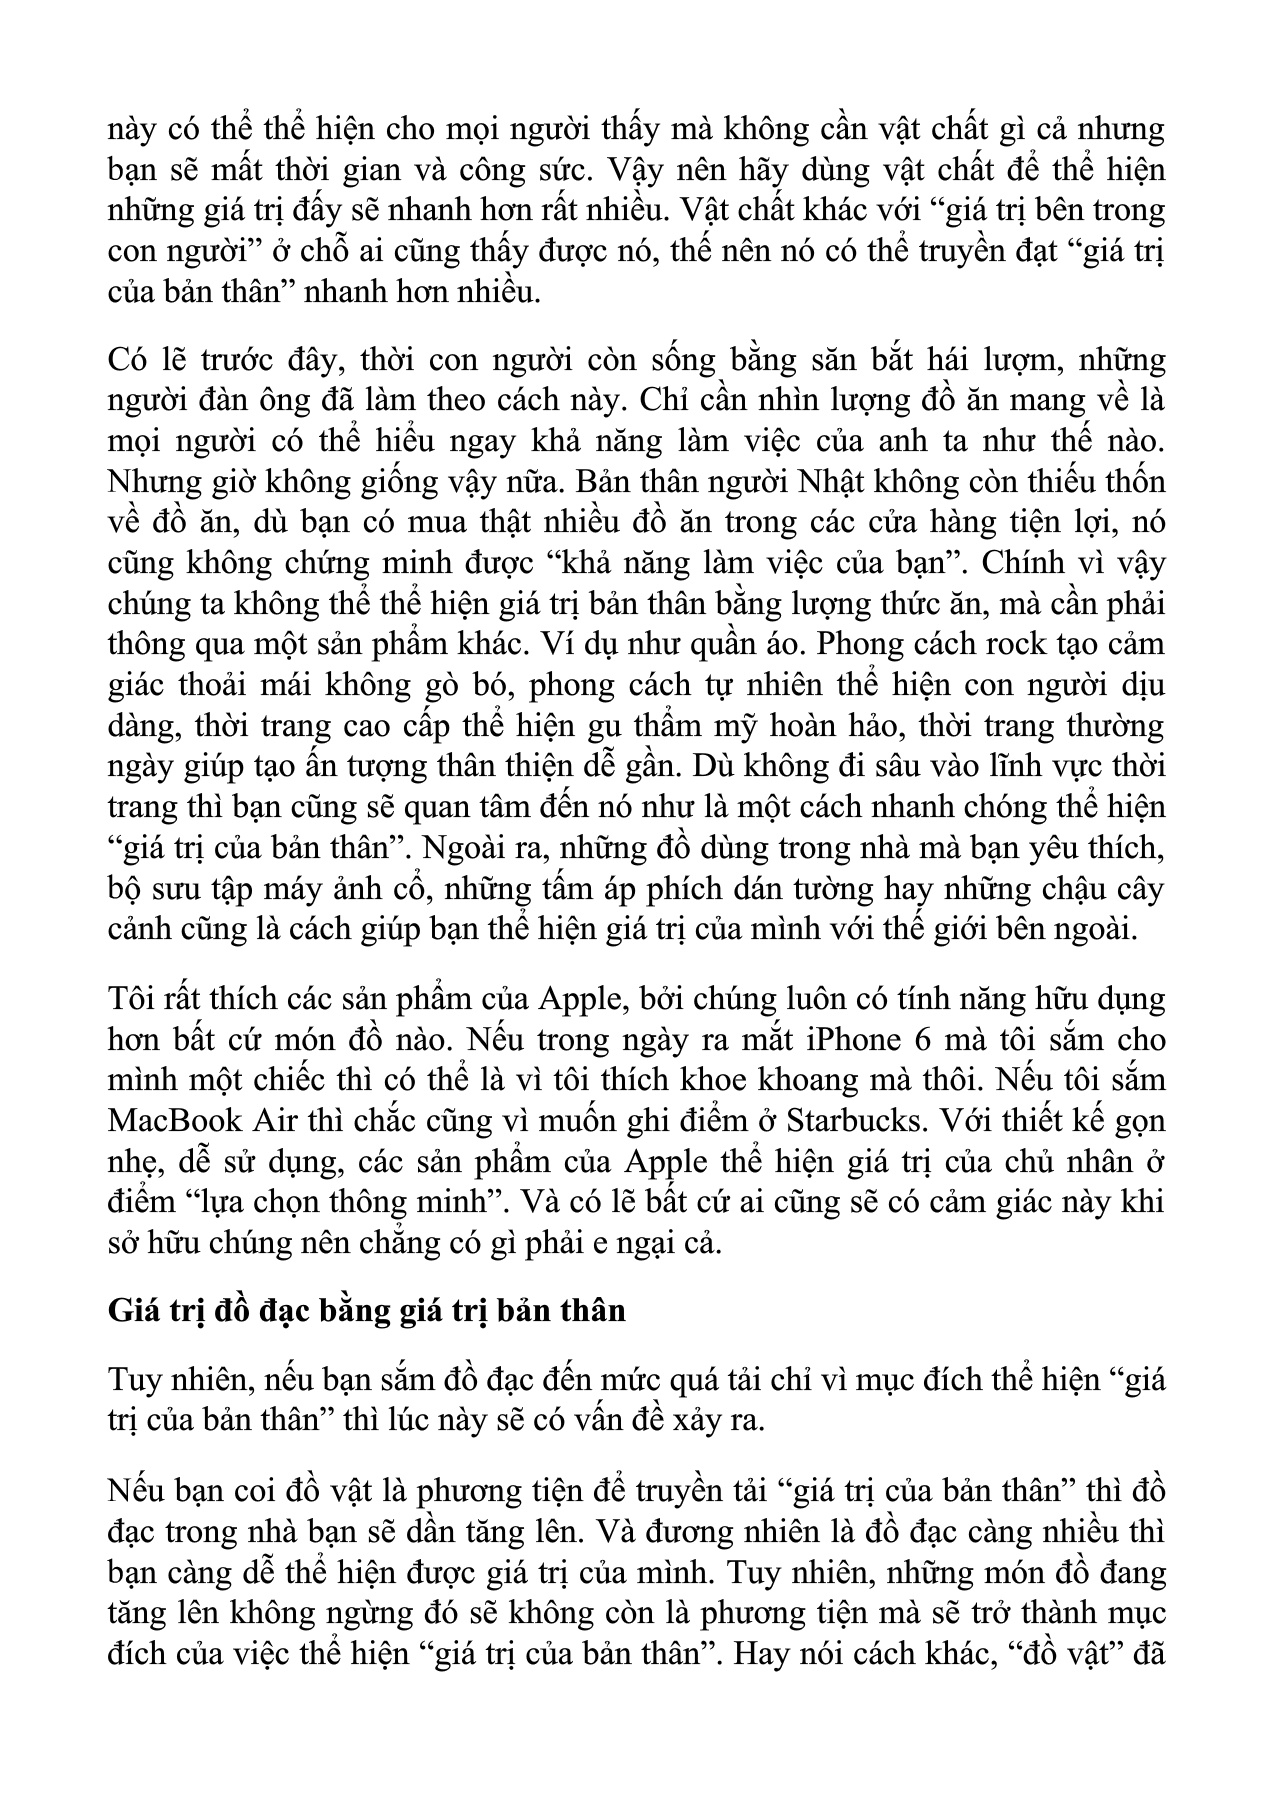 này có thể thể hiện cho mọi người thấy mà không cần vật chất gì cả nhưng
bạn sẽ mất thời gian và công sức. Vậy nên hãy dùng vật chất để thể hiện
những giá trị đấy sẽ nhanh hơn rất nhiều. Vật chất khác với “giá trị bên trong
con người” ở chỗ ai cũng thấy được nó, thế nên nó có thể truyền đạt “giá trị
của bản thân” nhanh hơn nhiều.
Có lẽ trước đây, thời con người còn sống bằng săn bắt hái lượm, những
người đàn ông đã làm theo cách này. Chỉ cần nhìn lượng đồ ăn mang về là
mọi người có thể hiểu ngay khả năng làm việc của anh ta như thế nào.
Nhưng giờ không giống vậy nữa. Bản thân người Nhật không còn thiếu thốn
về đồ ăn, dù bạn có mua thật nhiều đồ ăn trong các cửa hàng tiện lợi, nó
cũng không chứng minh được “khả năng làm việc của bạn”. Chính vì vậy
chúng ta không thể thể hiện giá trị bản thân bằng lượng thức ăn, mà cần phải
thông qua một sản phẩm khác. Ví dụ như quần áo. Phong cách rock tạo cảm
giác thoải mái không gò bó, phong cách tự nhiên thể hiện con người dịu
dàng, thời trang cao cấp thể hiện gu thẩm mỹ hoàn hảo, thời trang thường
ngày giúp tạo ấn tượng thân thiện dễ gần. Dù không đi sâu vào lĩnh vực thời
trang thì bạn cũng sẽ quan tâm đến nó như là một cách nhanh chóng thể hiện
“giá trị của bản thân”. Ngoài ra, những đồ dùng trong nhà mà bạn yêu thích,
bộ sưu tập máy ảnh cổ, những tấm áp phích dán tường hay những chậu cây
cảnh cũng là cách giúp bạn thể hiện giá trị của mình với thế giới bên ngoài.
Tôi rất thích các sản phẩm của Apple, bởi chúng luôn có tính năng hữu dụng
hơn bất cứ món đồ nào. Nếu trong ngày ra mắt iPhone 6 mà tôi sắm cho
mình một chiếc thì có thể là vì tôi thích khoe khoang mà thôi. Nếu tôi sắm
MacBook Air thì chắc cũng vì muốn ghi điểm ở Starbucks. Với thiết kế gọn
nhẹ, dễ sử dụng, các sản phẩm của Apple thể hiện giá trị của chủ nhân ở
điểm “lựa chọn thông minh”. Và có lẽ bất cứ ai cũng sẽ có cảm giác này khi
sở hữu chúng nên chẳng có gì phải e ngại cả.
Giá trị đồ đạc bằng giá trị bản thân
Tuy nhiên, nếu bạn sắm đồ đạc đến mức quá tải chỉ vì mục đích thể hiện “giá
trị của bản thân” thì lúc này sẽ có vấn đề xảy ra.
Nếu bạn coi đồ vật là phương tiện để truyền tải “giá trị của bản thân” thì đồ
đạc trong nhà bạn sẽ dần tăng lên. Và đương nhiên là đồ đạc càng nhiều thì
bạn càng dễ thể hiện được giá trị của mình. Tuy nhiên, những món đồ đang
tăng lên không ngừng đó sẽ không còn là phương tiện mà sẽ trở thành mục
đích của việc thể hiện “giá trị của bản thân”. Hay nói cách khác, “đồ vật” đã